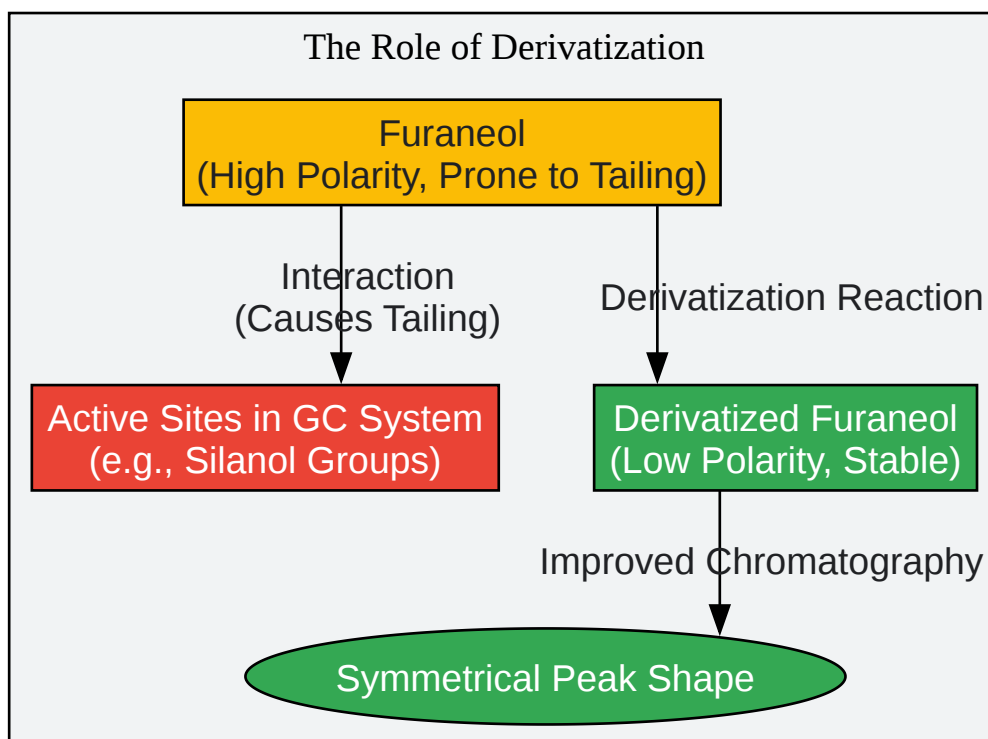 The Role of Derivatization
Furaneol
(High Polarity, Prone to Tailing)
Interaction
(Causes Tailing)
Derivatization Reaction
Active Sites in GC System
(e.g., Silanol Groups)
Derivatized Furaneol
(Low Polarity, Stable)
Improved Chromatography
Symmetrical Peak Shape